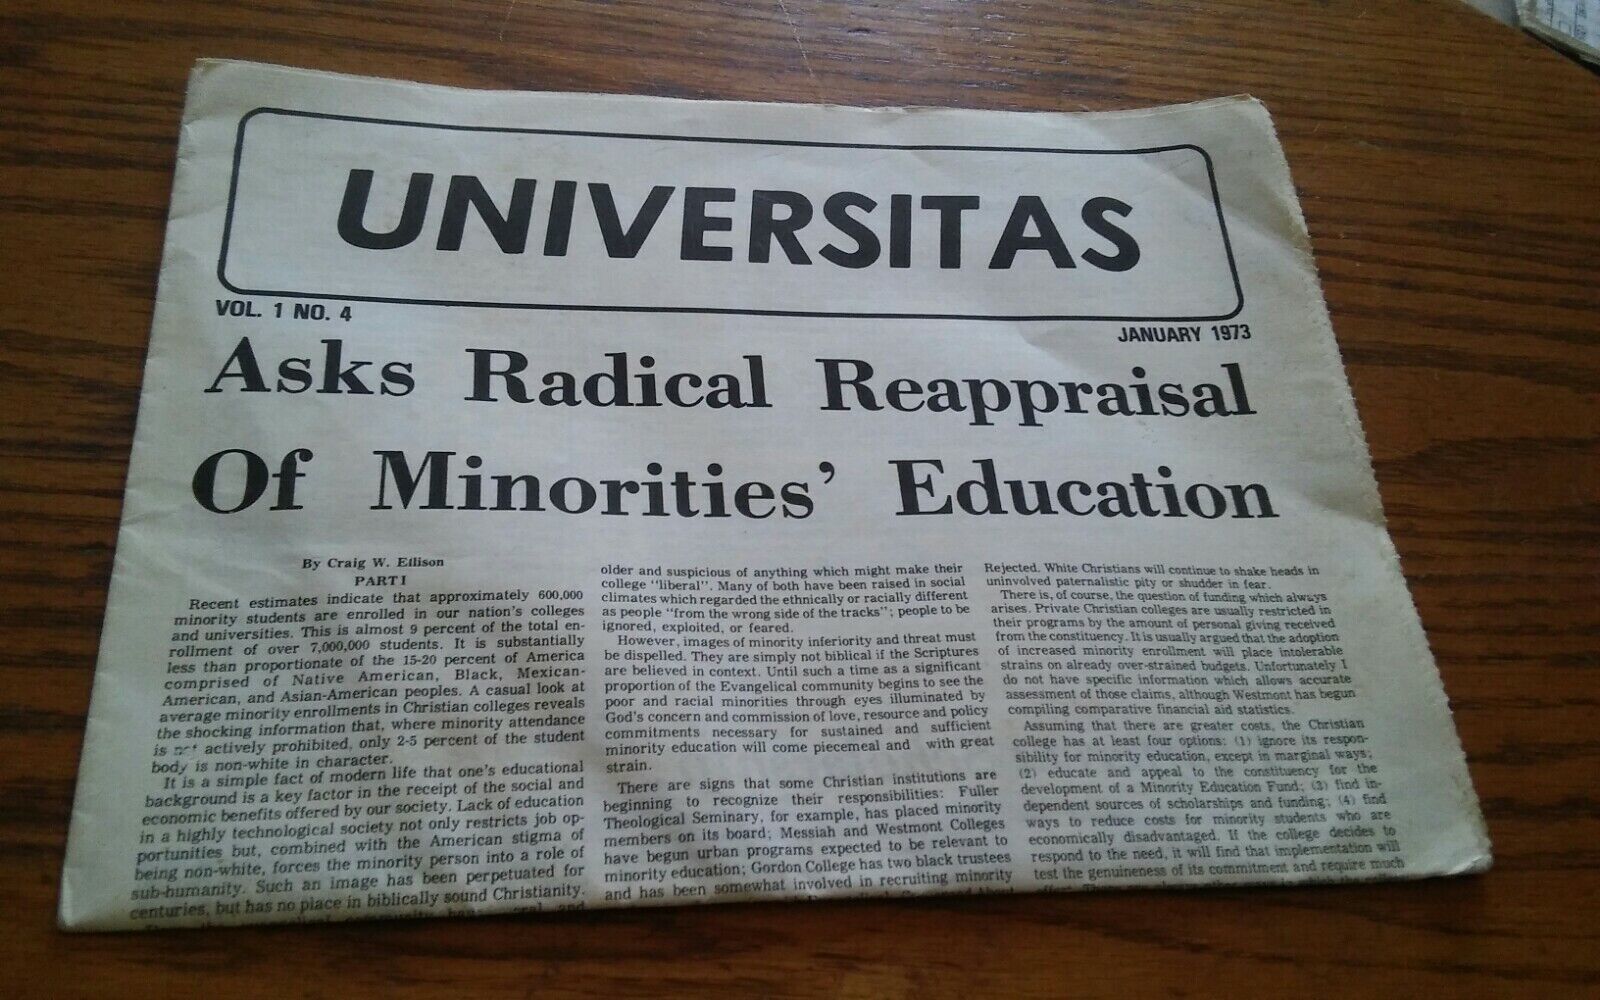 UNIVERSITAS
VOL. 1 NO. 4
JANUARY 1973
Asks Radical Reappraisal
Of Minorities' Education
By Craig W. Ellison
PART I
Recent estimates indicate that approximately 600,000
minority students are enrolled in our nation's colleges
and universities. This is almost 9 percent of the total en-
rollment of over 7,000,000 students. It is substantially
less than proportionate of the 15-20 percent of America
comprised of Native American, Black, Mexican-
American, and Asian-American peoples. A casual look at
average minority enrollments in Christian colleges reveals
the shocking information that, where minority attendance
is not actively prohibited, only 2-5 percent of the student
body is non-white in character.
It is a simple fact of modern life that one's educational
background is a key factor in the receipt of the social and
economic benefits offered by our society. Lack of education
in a highly technological society not only restricts job op-
portunities but, combined with the American stigma of
being non-white, forces the minority person into a role of
sub-humanity. Such an image has been perpetuated for
centuries, but has no place in biblically sound Christianity.
older and suspicious of anything which might make their
college "liberal". Many of both have been raised in social
climates which regarded the ethnically or racially different
as people "from the wrong side of the tracks"; people to be
ignored, exploited, or feared.
However, images of minority inferiority and threat must
be dispelled. They are simply not biblical if the Scriptures
are believed in context. Until such a time as a significant
proportion of the Evangelical community begins to see the
poor and racial minorities through eyes illuminated by
God's concern and commission of love, resource and policy
commitments necessary for sustained and sufficient
minority education will come piecemeal and with great
strain.
There are signs that some Christian institutions are
beginning to recognize their responsibilities: Fuller
Theological Seminary, for example, has placed minority
members on its board; Messiah and Westmont Colleges
have begun urban programs expected to be relevant to
minority education; Gordon College has two black trustees
and has been somewhat involved in recruiting minority
Rejected. White Christians will continue to shake heads in
uninvolved paternalistic pity or shudder in fear.
There is, of course, the question of funding which always
arises. Private Christian colleges are usually restricted in
their programs by the amount of personal giving received
from the constituency. It is usually argued that the adoption
of increased minority enrollment will place intolerable
strains on already over-strained budgets. Unfortunately I
do not have specific information which allows accurate
assessment of those claims, although Westmont has begun
compiling comparative financial aid statistics.
Assuming that there are greater costs, the Christian
college has at least four options: (1) ignore its respon-
sibility for minority education, except in marginal ways;
(2) educate and appeal to the constituency for the
development of a Minority Education Fund; (3) find in-
dependent sources of scholarships and funding; (4) find
ways to reduce costs for minority students who are
economically disadvantaged. If the college decides to
respond to the need, it will find that implementation will
test the genuineness of its commitment and require much